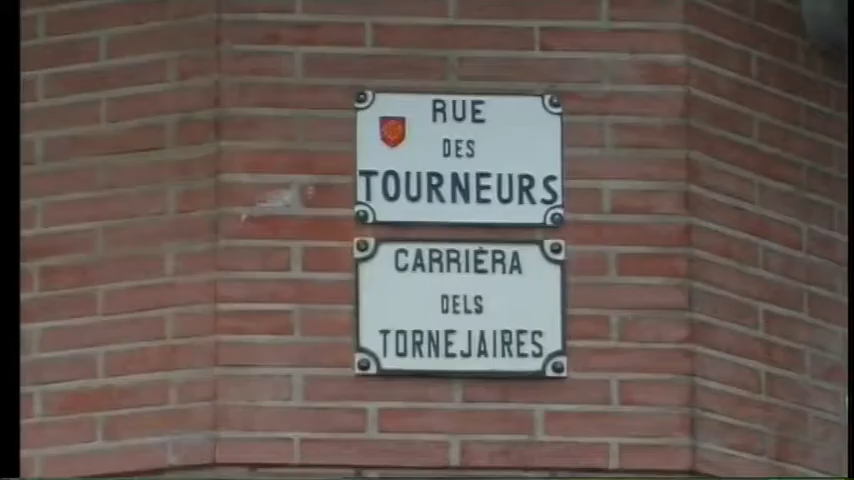 RUE
DES
TOURNEURS
CARRIÈRA
DELS
TORNEJAIRES